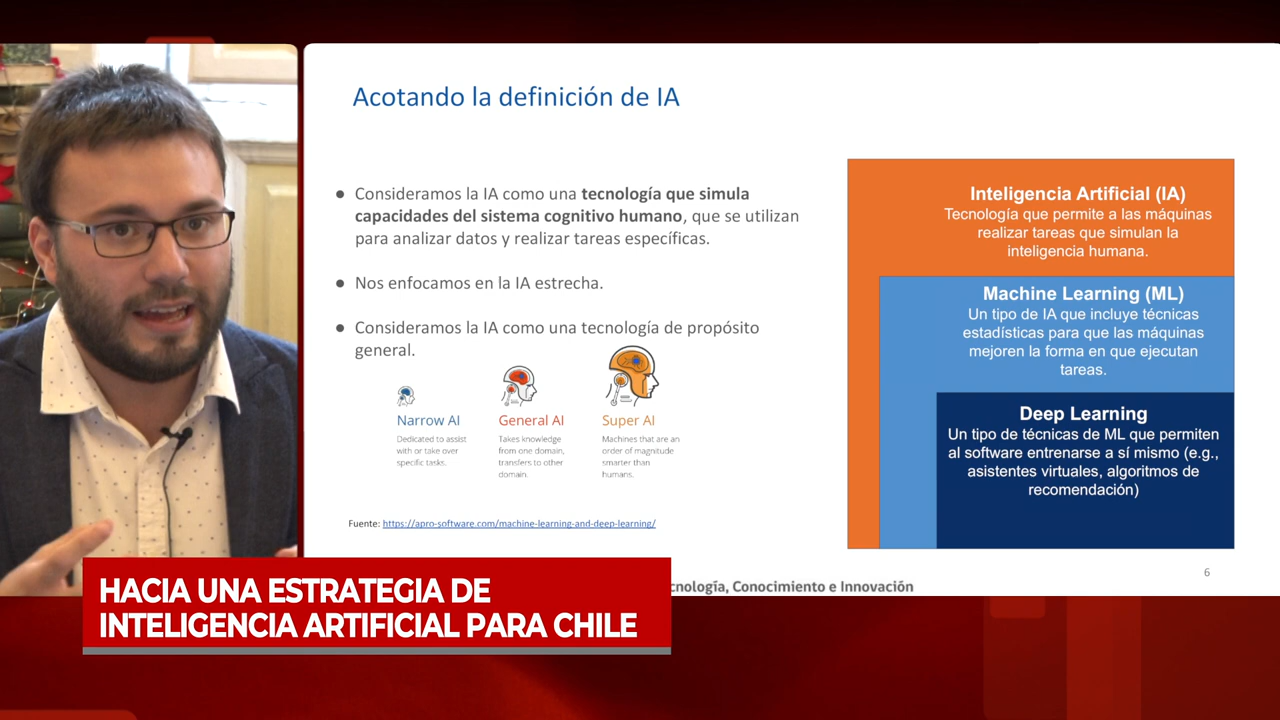 Acotando la definición de IA
● Consideramos la IA como una tecnología que simula
capacidades del sistema cognitivo humano, que se utilizan
para analizar datos y realizar tareas específicas.
● Nos enfocamos en la IA estrecha.
● Consideramos la IA como una tecnología de propósito
general.
Narrow AI
Dedicated to assist
with or take over
specific tasks.
General AI
Takes knowledge
from one domain,
transfers to other
domain.
Super AI
Machines that are an
order of magnitude
smarter than
humans.
Fuente: https://apro-software.com/machine-learning-and-deep-learning/
Inteligencia Artificial (IA)
Tecnología que permite a las máquinas
realizar tareas que simulan la
inteligencia humana.
Machine Learning (ML)
Un tipo de IA que incluye técnicas
estadísticas para que las máquinas
mejoren la forma en que ejecutan
tareas.
Deep Learning
Un tipo de técnicas de ML que permiten
al software entrenarse a sí mismo (e.g.,
asistentes virtuales, algoritmos de
recomendación)
6
cnología, Conocimiento e Innovación
HACIA UNA ESTRATEGIA DE
INTELIGENCIA ARTIFICIAL PARA CHILE